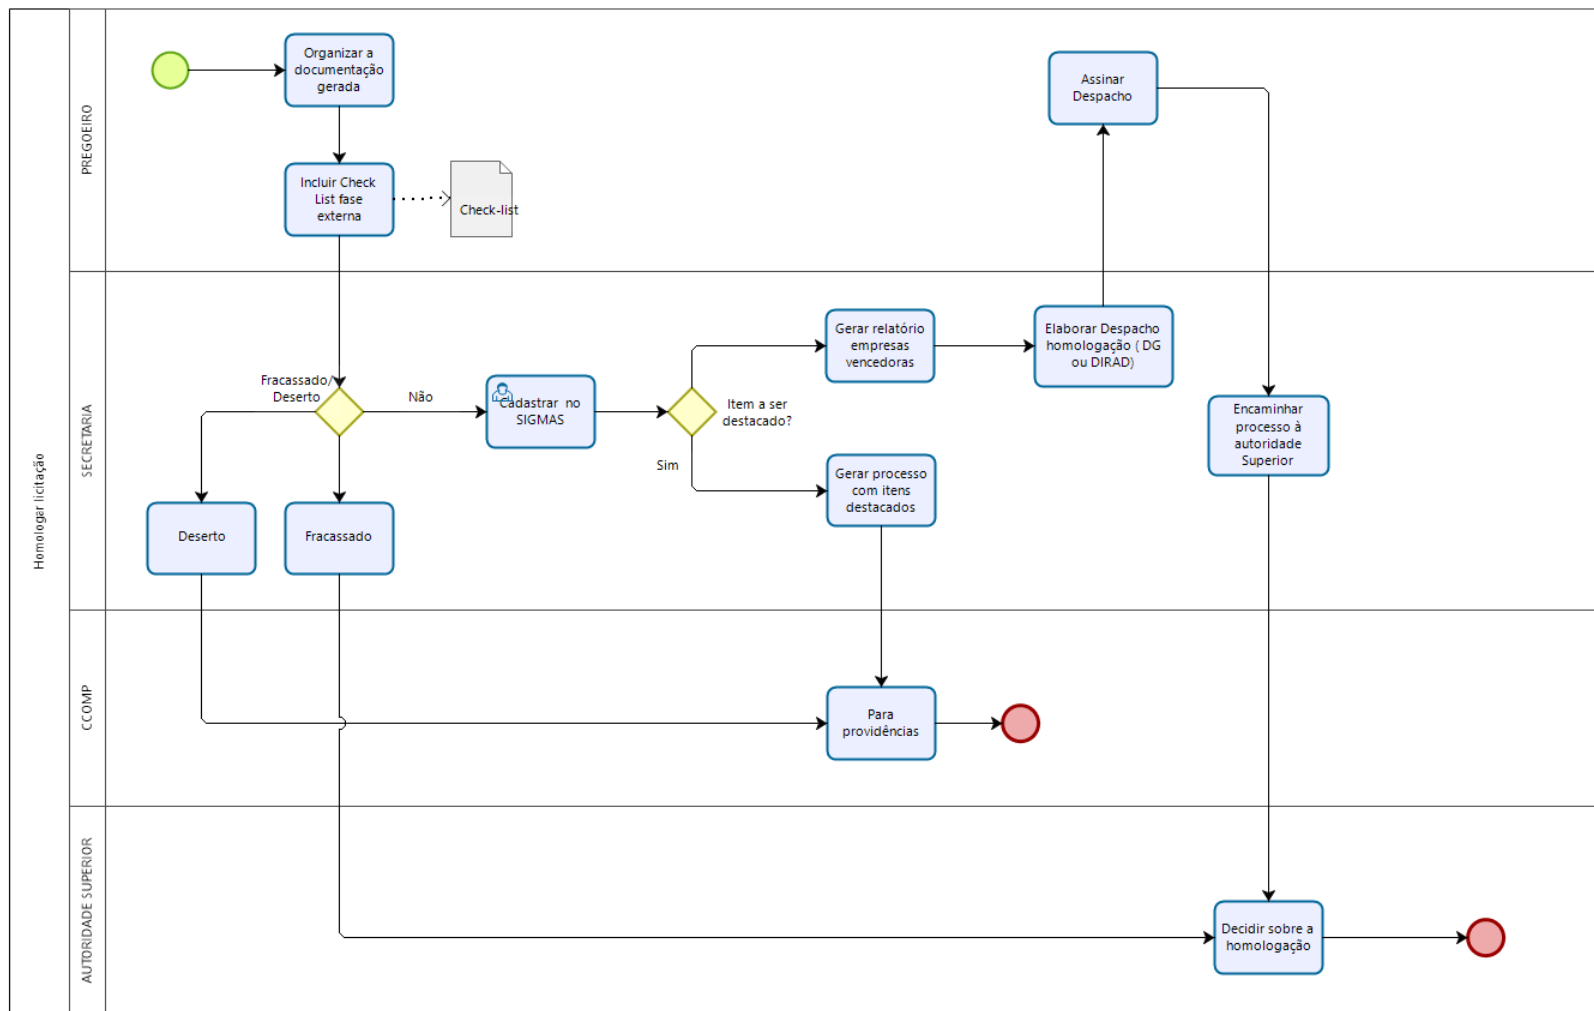 Homologar licitação
PREGOEIRO
Organizar a
documentação
gerada
Incluir Check
List fase
externa
Check-list
Assinar
Despacho
SECRETARIA
Fracassado/
Deserto
Não
Cadastrar no
SIGMAS
Item a ser
destacado?
Sim
Gerar relatório
empresas
vencedoras
Elaborar Despacho
homologação ( DG
ou DIRAD)
Gerar processo
com itens
destacados
Encaminhar
processo à
autoridade
Superior
Deserto
Fracassado
CCOMP
Para
providências
AUTORIDADE SUPERIOR
Decidir sobre a
homologação